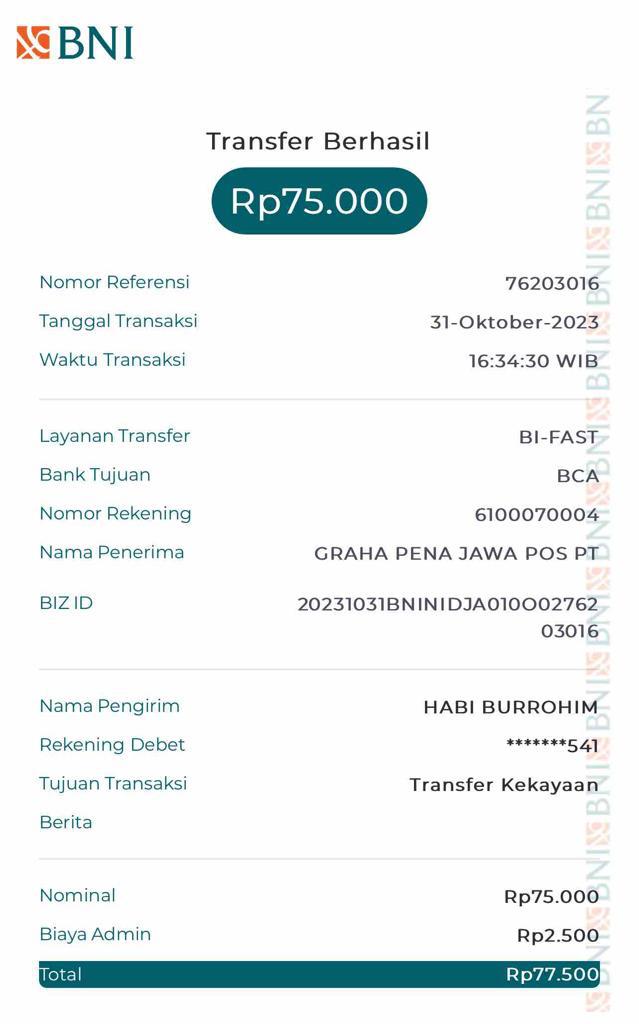 BNI
Transfer Berhasil
Rp75.000
Nomor Referensi 76203016
Tanggal Transaksi 31-Oktober-2023
Waktu Transaksi 16:34:30 WIB
Layanan Transfer BI-FAST
Bank Tujuan BCA
Nomor Rekening 6100070004
Nama Penerima GRAHA PENA JAWA POS PT
BIZ ID 20231031BNINIDJA010O02762
03016
Nama Pengirim HABI BURROHIM
Rekening Debet *******541
Tujuan Transaksi Transfer Kekayaan
Berita
Nominal Rp75.000
Biaya Admin Rp2.500
Total Rp77.500
BNI BNI BNI BNI BNI BNI BNI BNI BN